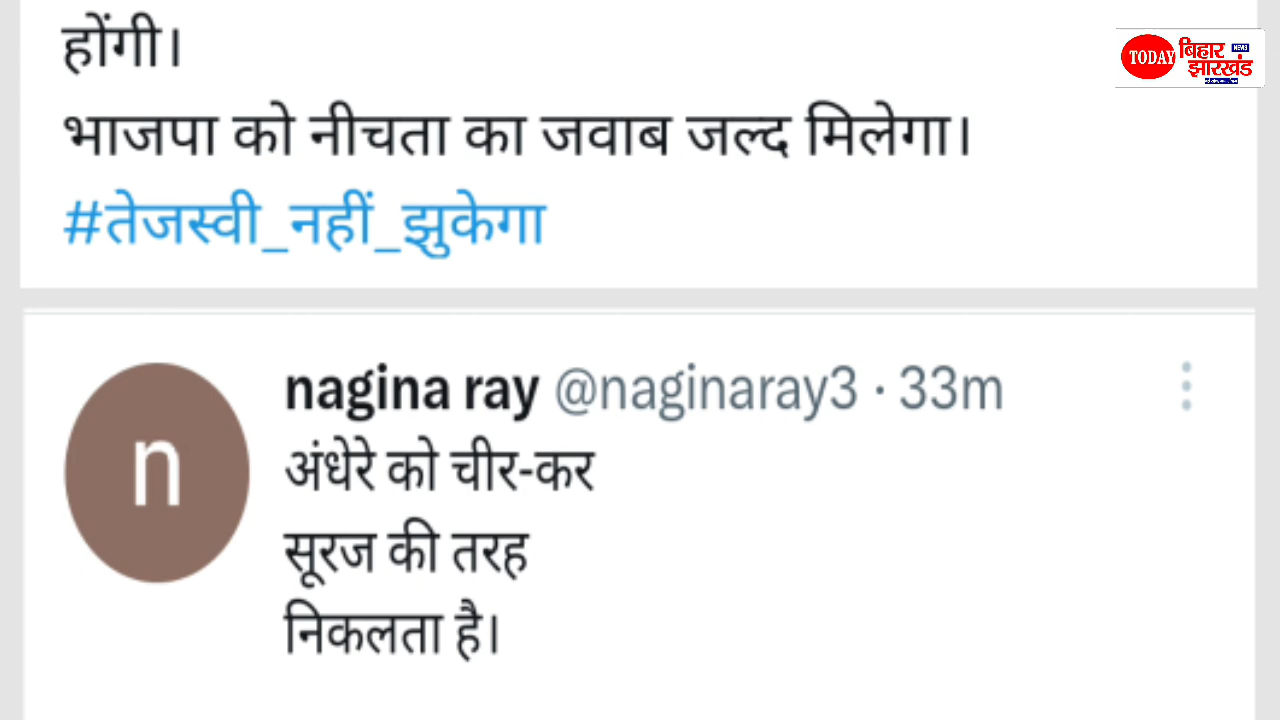 होंगी।
TODAY बिहार NEWS
झारखंड
भाजपा को नीचता का जवाब जल्द मिलेगा।
#तेजस्वी_नहीं_झुकेगा
n
nagina ray @naginaray3 · 33m
अंधेरे को चीर-कर
सूरज की तरह
निकलता है।